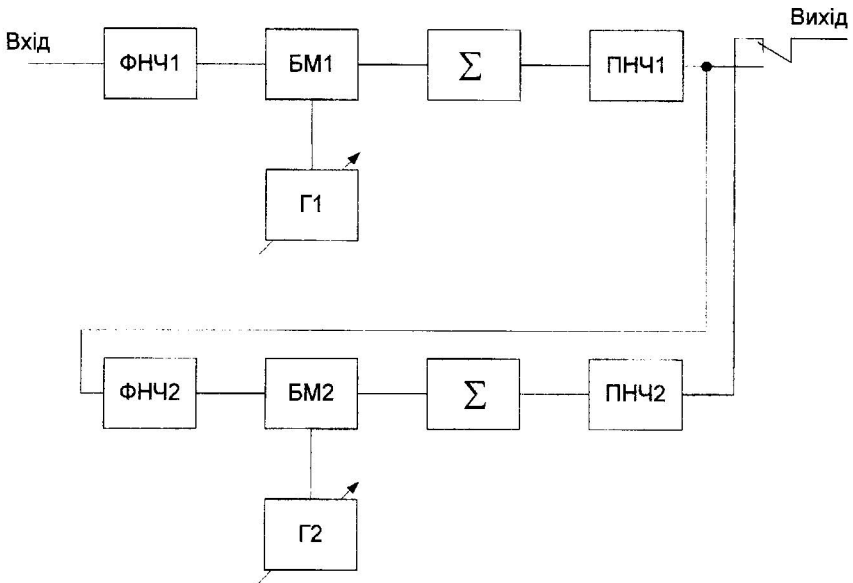 Вхід
Вихід
ФНЧ1
БМ1
Σ
ПНЧ1
Г1
ФНЧ2
БМ2
Σ
ПНЧ2
Г2